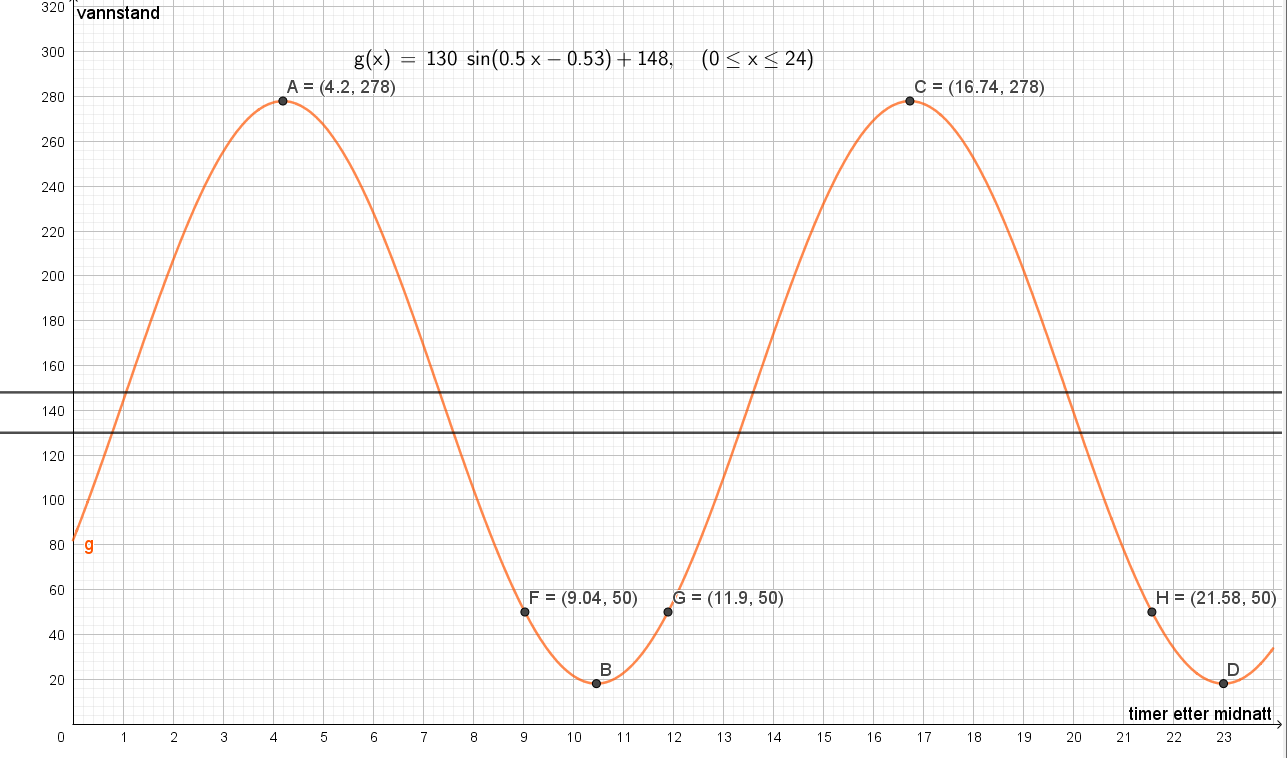 320
vannstand
300
g(x) = 130 sin(0.5 x − 0.53) + 148, (0 ≤ x ≤ 24)
280
A = (4.2, 278)
C = (16.74, 278)
260
240
220
200
180
160
140
120
100
80
g
60
F = (9.04, 50)
G = (11.9, 50)
H = (21.58, 50)
40
20
B
D
timer etter midnatt
0 1 2 3 4 5 6 7 8 9 10 11 12 13 14 15 16 17 18 19 20 21 22 23